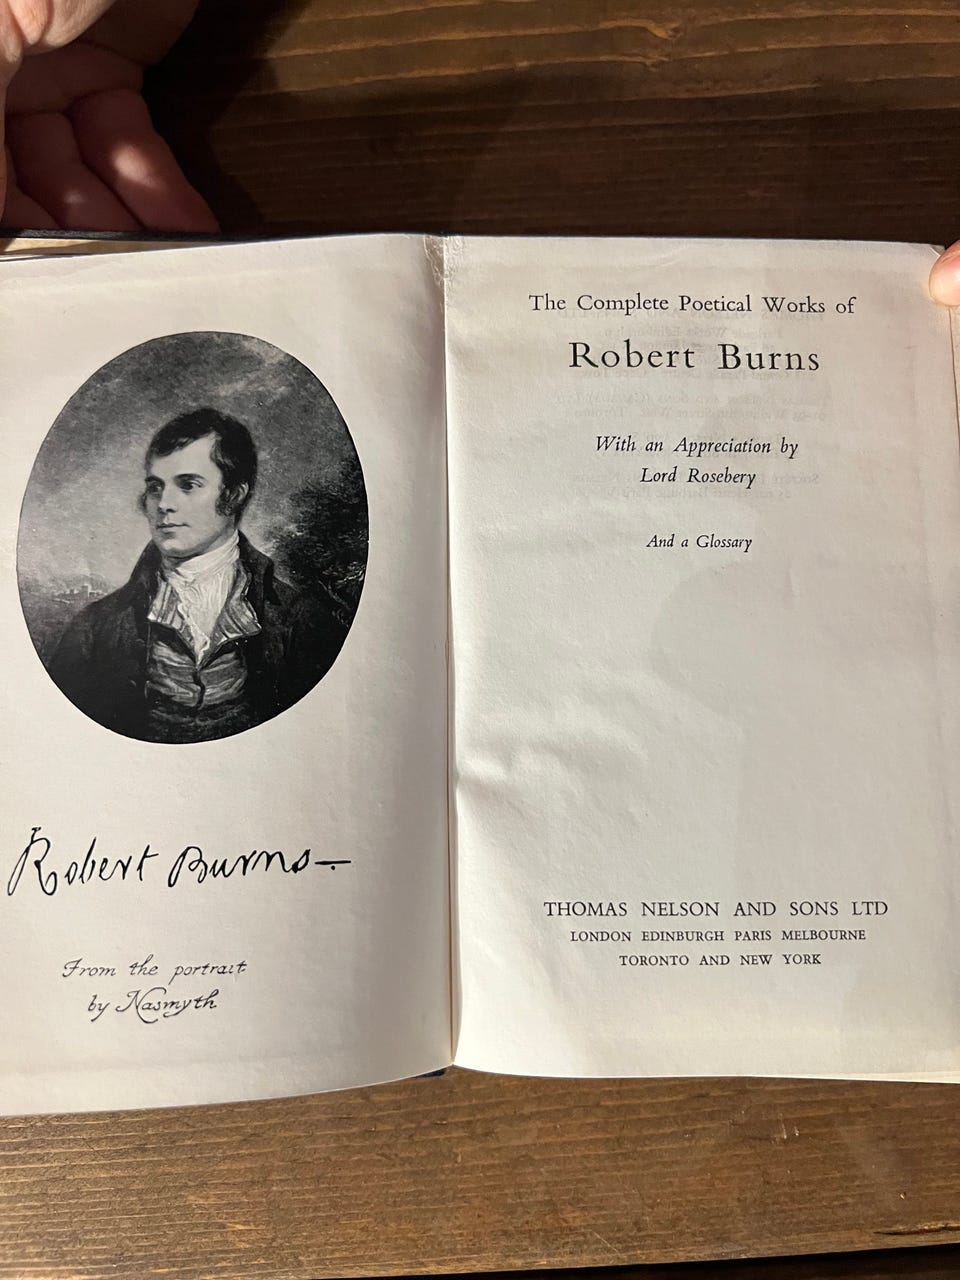 Robert Burns—
From the portrait
by Nasmyth
The Complete Poetical Works of
Robert Burns
With an Appreciation by
Lord Rosebery
And a Glossary
THOMAS NELSON AND SONS LTD
LONDON EDINBURGH PARIS MELBOURNE
TORONTO AND NEW YORK